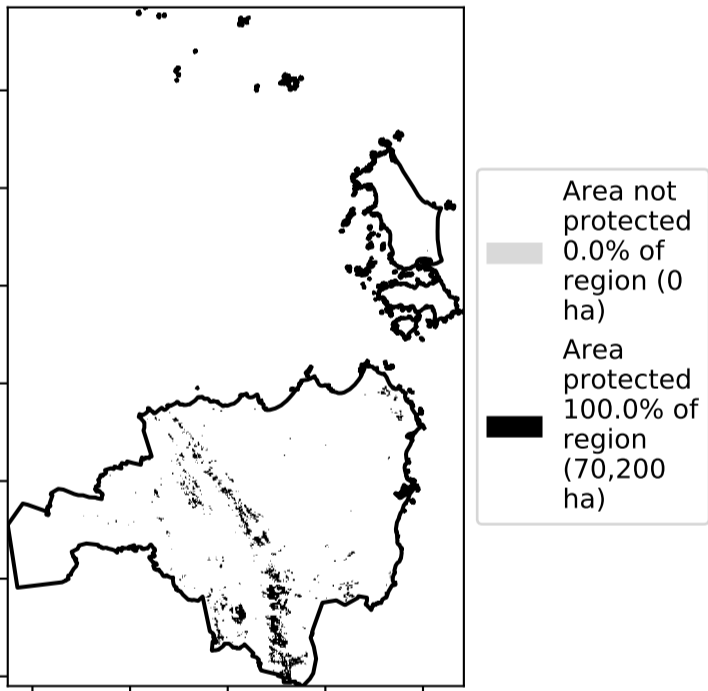 Area not
protected
0.0% of
region (0
ha)
Area
protected
100.0% of
region
(70,200
ha)